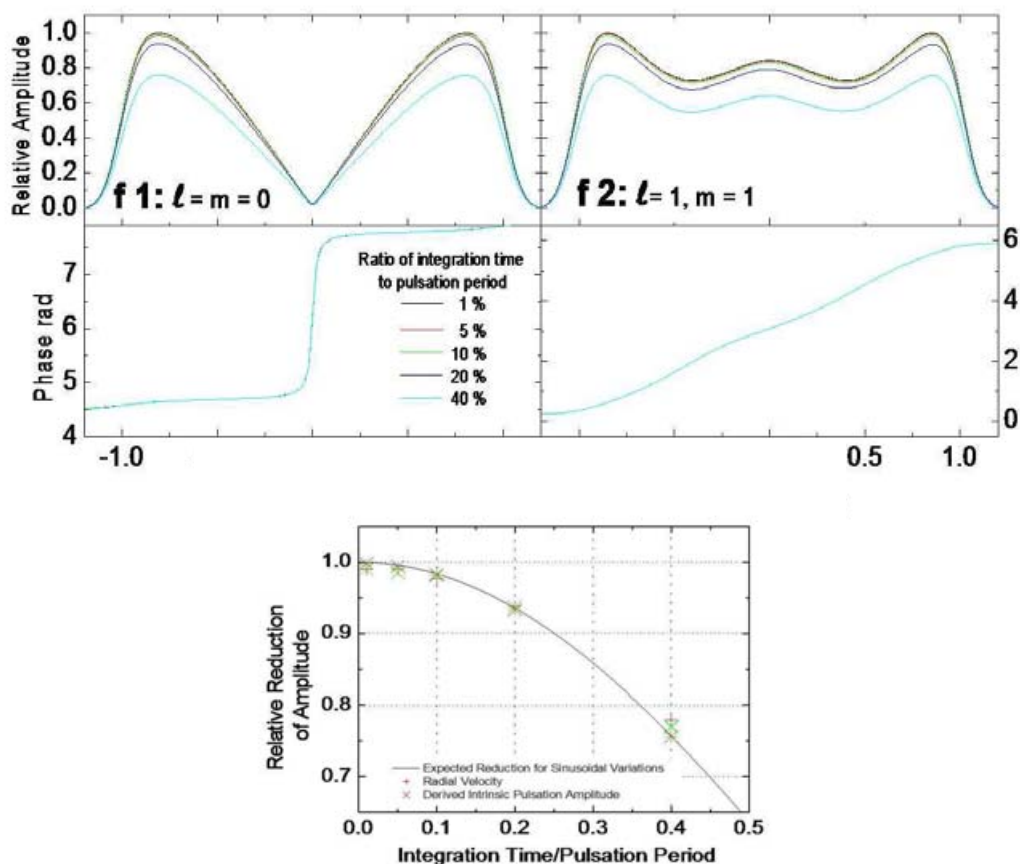 Relative Amplitude
1.0
0.8
0.6
0.4
0.2
0.0
f 1: ℓ = m = 0
f 2: ℓ= 1, m = 1
Phase rad
7
6
5
4
Ratio of integration time
to pulsation period
1 %
5 %
10 %
20 %
40 %
6
4
2
0
-1.0
0.5
1.0
Relative Reduction
of Amplitude
1.0
0.9
0.8
0.7
Expected Reduction for Sinusoidal Variations
+ Radial Velocity
× Derived Intrinsic Pulsation Amplitude
0.0
0.1
0.2
0.3
0.4
0.5
Integration Time/Pulsation Period